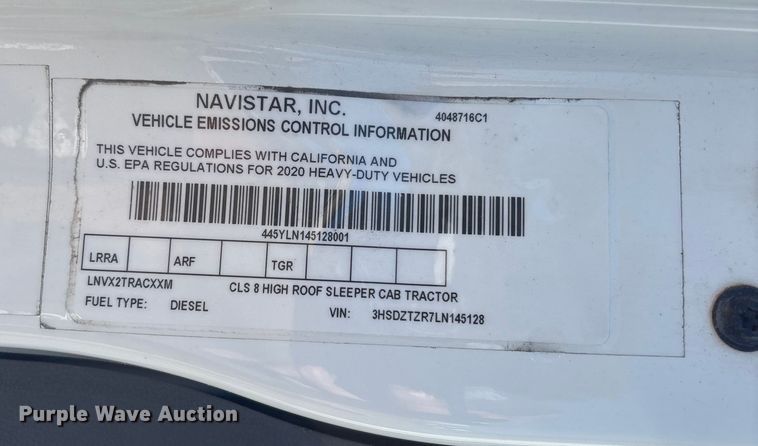 NAVISTAR, INC.
4048716C1
VEHICLE EMISSIONS CONTROL INFORMATION
THIS VEHICLE COMPLIES WITH CALIFORNIA AND
U.S. EPA REGULATIONS FOR 2020 HEAVY-DUTY VEHICLES
445YLN145128001
LRRA ARF TGR
LNVX2TRACXXM CLS 8 HIGH ROOF SLEEPER CAB TRACTOR
FUEL TYPE: DIESEL VIN: 3HSDZTZR7LN145128
Purple Wave Auction